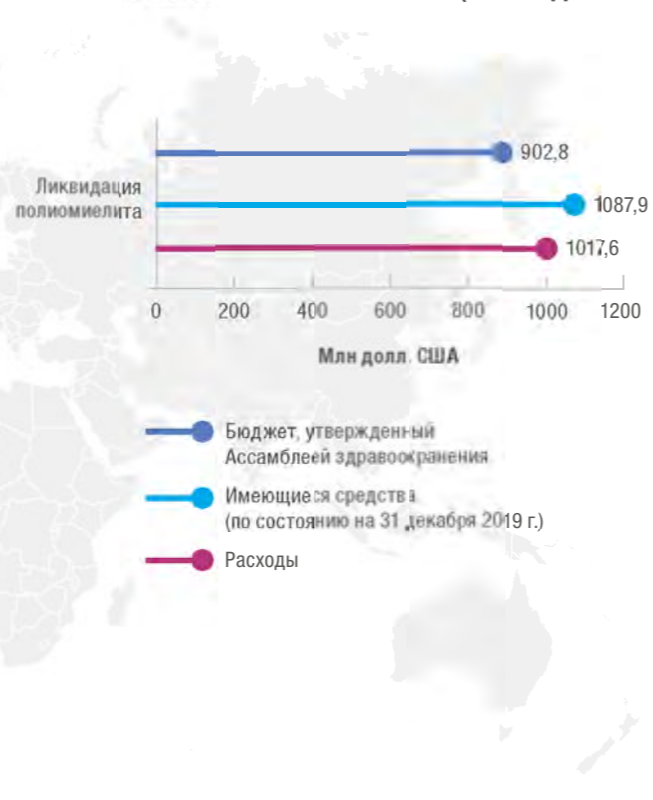 902,8
Ликвидация
полиомиелита
1087,9
1017,6
0 200 400 600 800 1000 1200
Млн долл. США
Бюджет, утвержденный
Ассамблеей здравоохранения
Имеющиеся средства
(по состоянию на 31 декабря 2019 г.)
Расходы